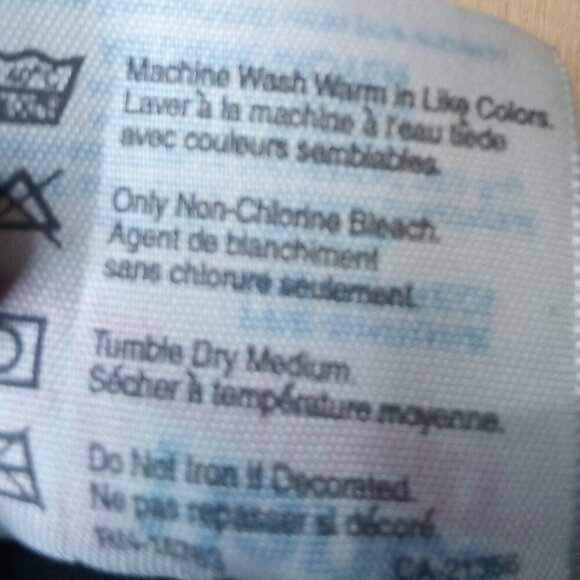 40°C
Machine Wash Warm in Like Colors.
Laver à la machine à l'eau tiède
avec couleurs semblables.
Only Non-Chlorine Bleach.
Agent de blanchiment
sans chlorure seulement.
Tumble Dry Medium.
Sécher à température moyenne.
Do Not Iron if Decorated.
Ne pas repasser si décoré.